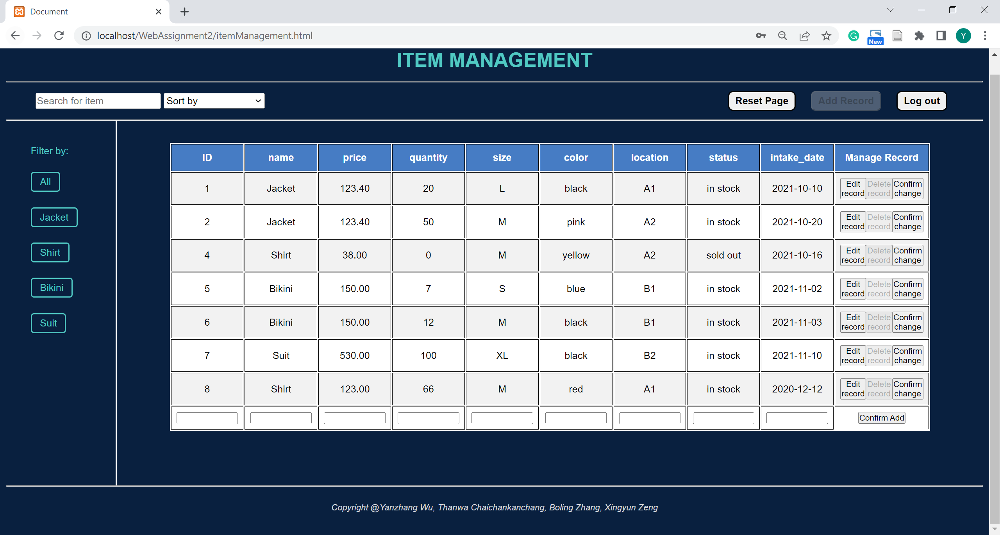 Document
localhost/WebAssignment2/itemManagement.html
New
Y
ITEM MANAGEMENT
Search for item Sort by Reset Page Add Record Log out
Filter by:
All
Jacket
Shirt
Bikini
Suit
ID name price quantity size color location status intake_date Manage Record
1 Jacket 123.40 20 L black A1 in stock 2021-10-10 Edit record Delete record Confirm change
2 Jacket 123.40 50 M pink A2 in stock 2021-10-20 Edit record Delete record Confirm change
4 Shirt 38.00 0 M yellow A2 sold out 2021-10-16 Edit record Delete record Confirm change
5 Bikini 150.00 7 S blue B1 in stock 2021-11-02 Edit record Delete record Confirm change
6 Bikini 150.00 12 M black B1 in stock 2021-11-03 Edit record Delete record Confirm change
7 Suit 530.00 100 XL black B2 in stock 2021-11-10 Edit record Delete record Confirm change
8 Shirt 123.00 66 M red A1 in stock 2020-12-12 Edit record Delete record Confirm change
Confirm Add
Copyright @Yanzhang Wu, Thanwa Chaichankanchang, Boling Zhang, Xingyun Zeng